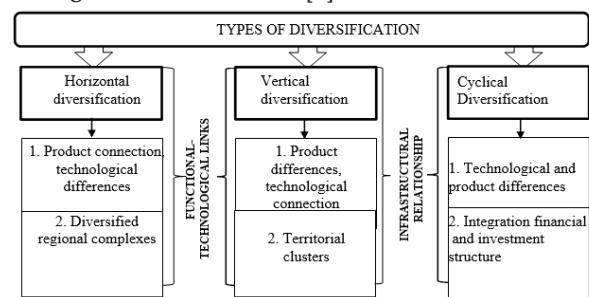 TYPES OF DIVERSIFICATION
Horizontal
diversification
Vertical
diversification
Cyclical
Diversification
1. Product connection,
technological
differences
2. Diversified
regional complexes
FUNCTIONAL-
TECHNOLOGICAL LINKS
1. Product
differences,
technological
connection
2. Territorial
clusters
INFRASTRUCTURAL
RELATIONSHIP
1. Technological and
product differences
2. Integration financial
and investment
structure